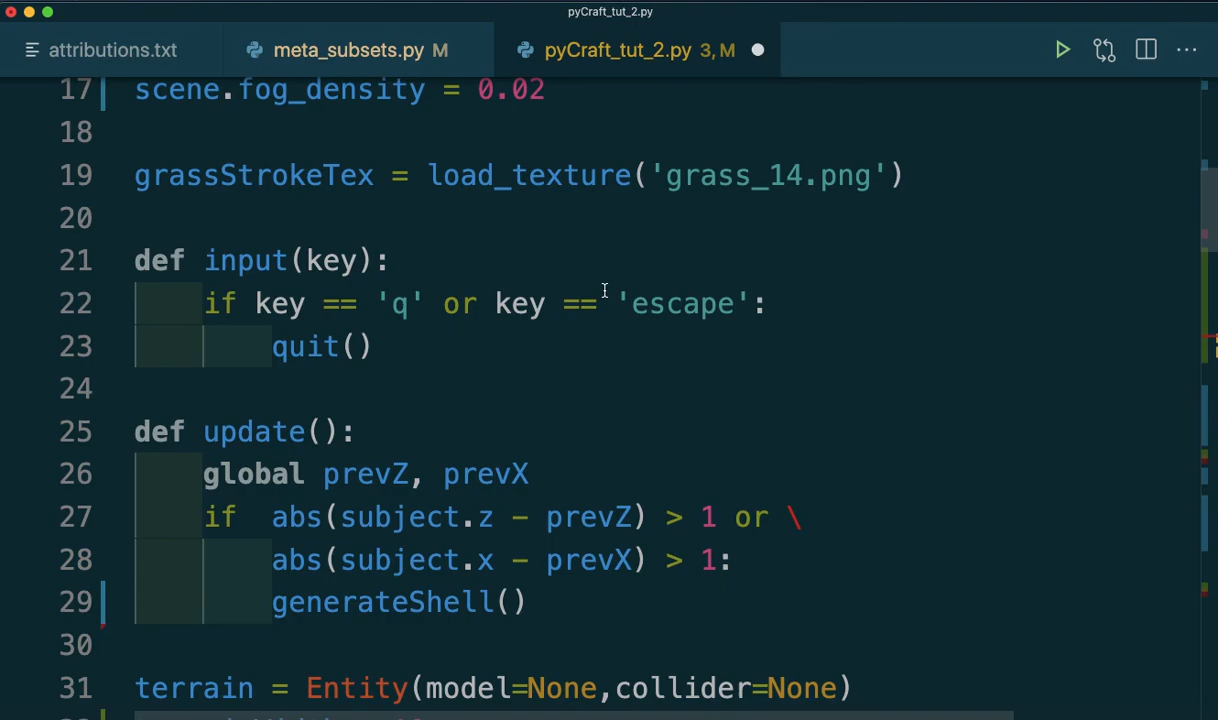 pyCraft_tut_2.py
attributions.txt meta_subsets.py M pyCraft_tut_2.py 3, M
17 scene.fog_density = 0.02
18
19 grassStrokeTex = load_texture('grass_14.png')
20
21 def input(key):
22 if key == 'q' or key == 'escape':
23 quit()
24
25 def update():
26 global prevZ, prevX
27 if  abs(subject.z - prevZ) > 1 or \
28 abs(subject.x - prevX) > 1:
29 generateShell()
30
31 terrain = Entity(model=None,collider=None)